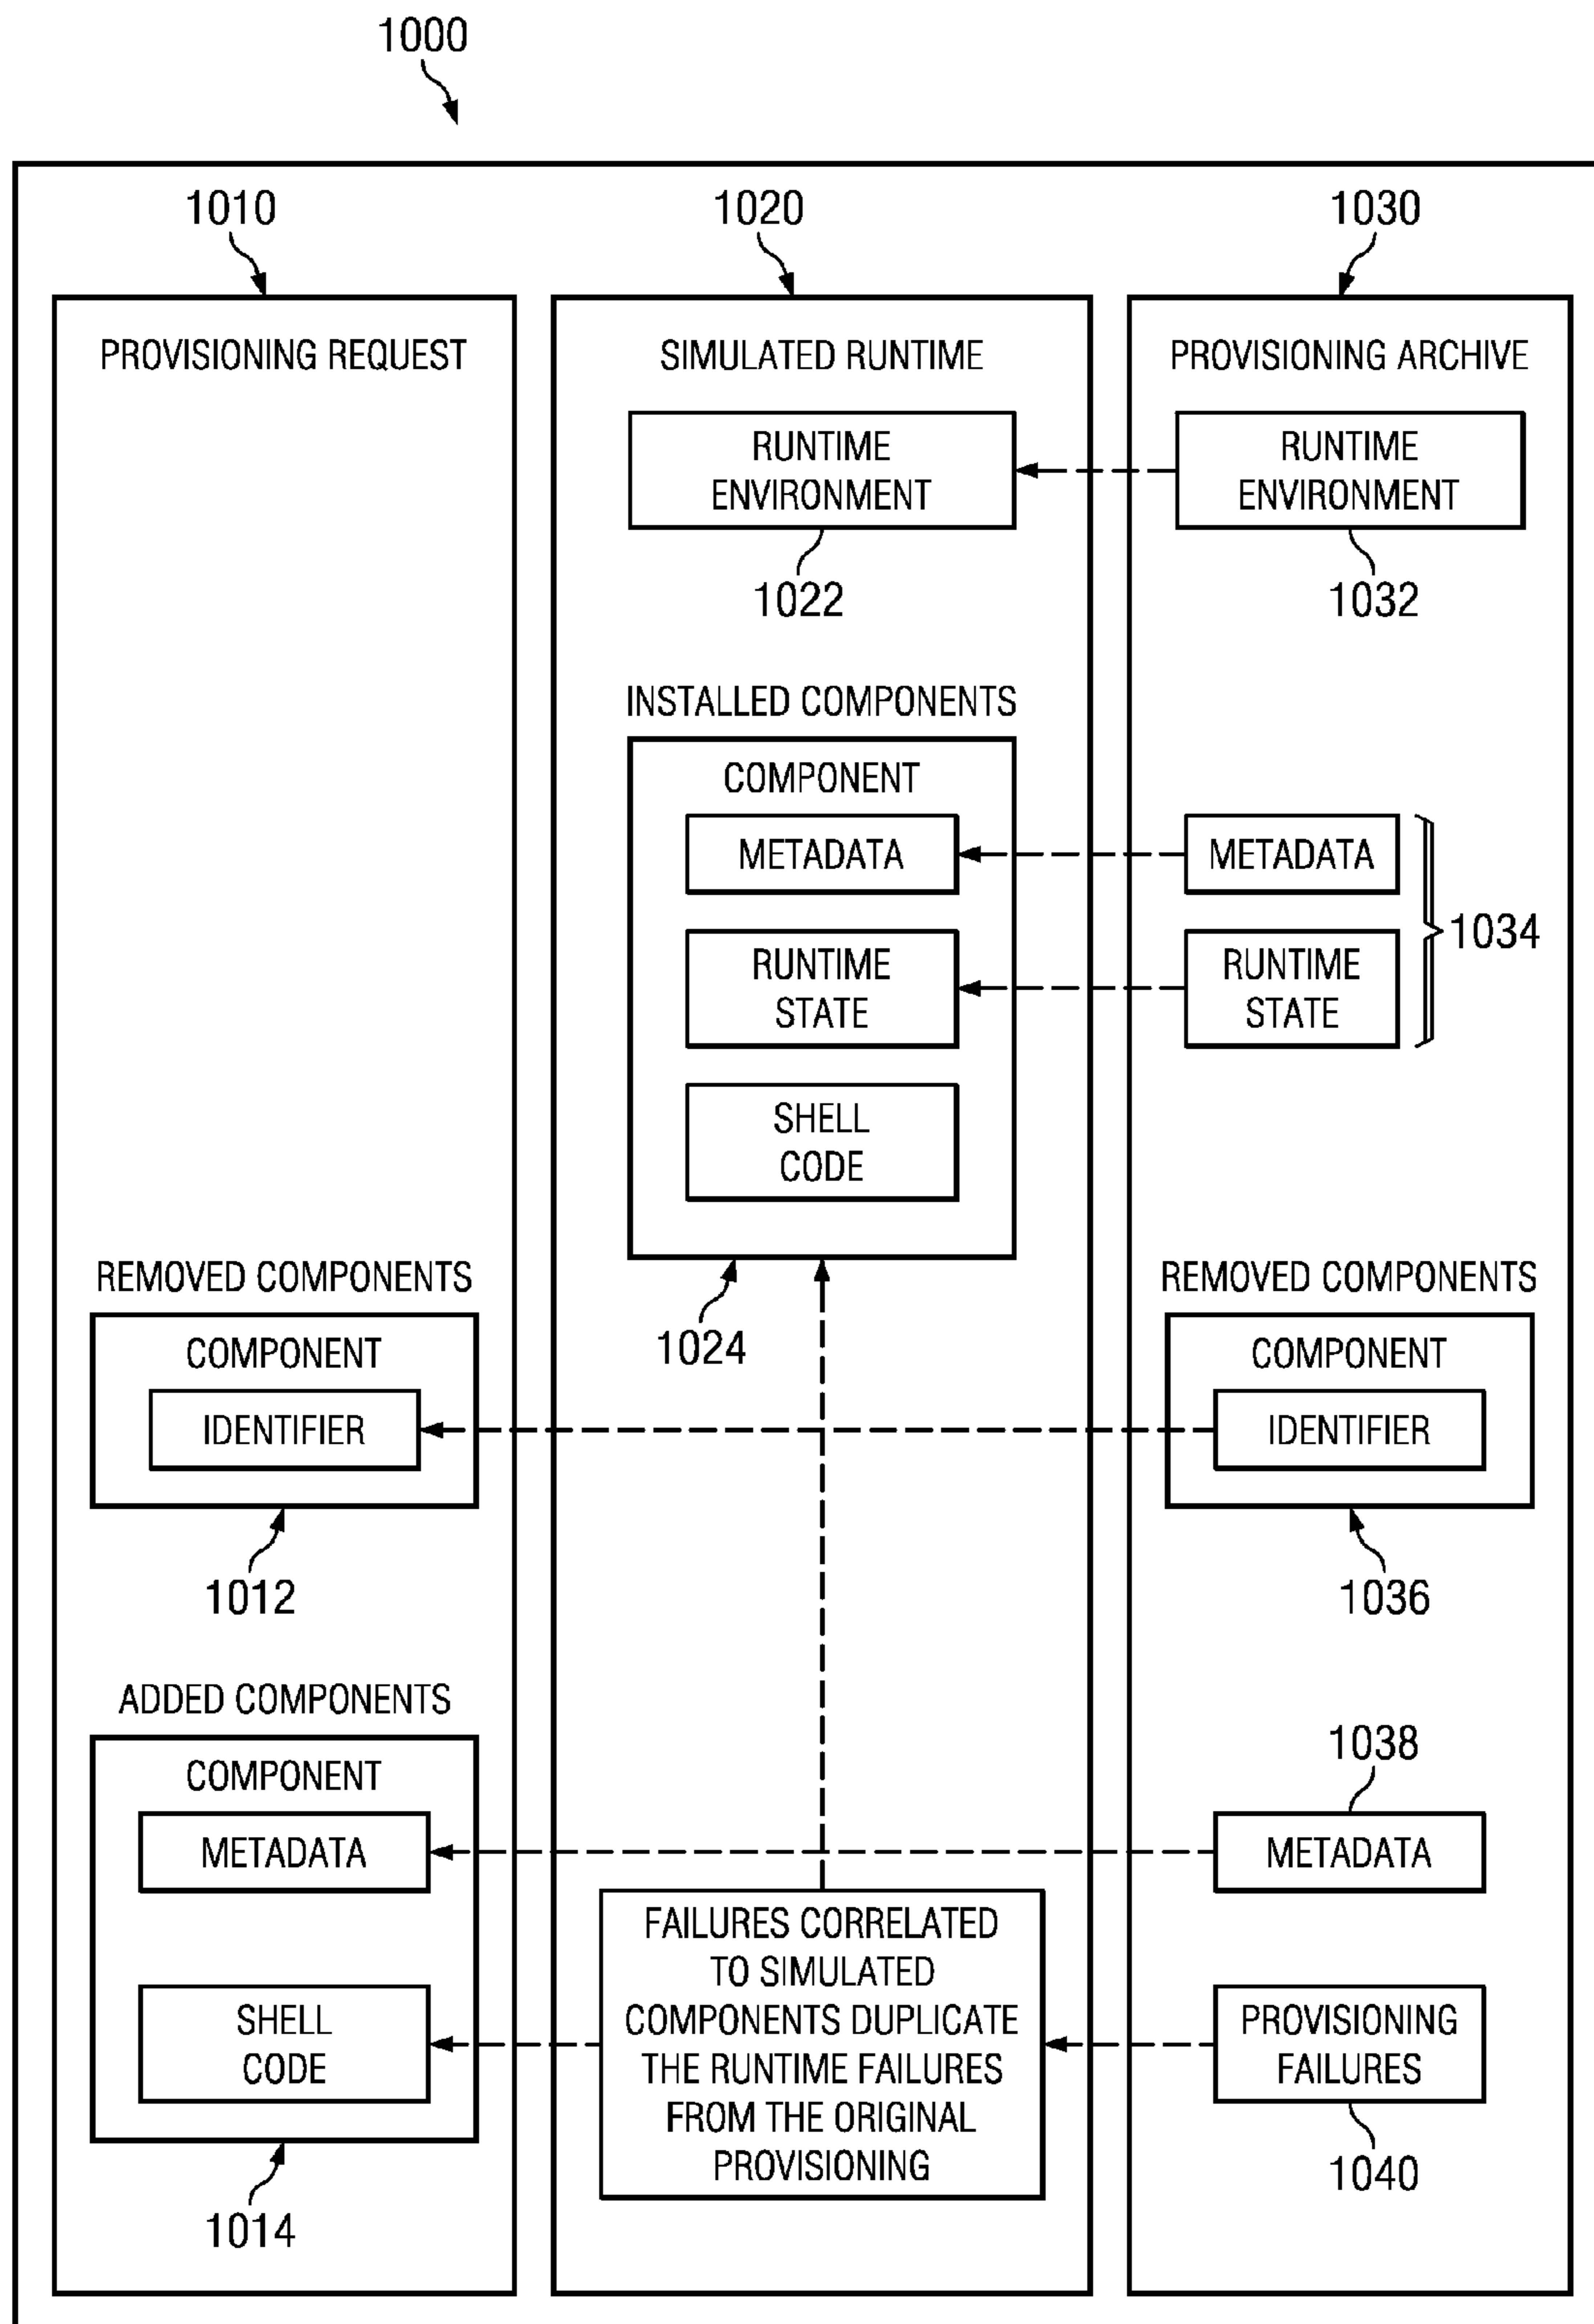 1000
1010
1020
1030
PROVISIONING REQUEST
SIMULATED RUNTIME
PROVISIONING ARCHIVE
RUNTIME
ENVIRONMENT
RUNTIME
ENVIRONMENT
1022
1032
INSTALLED COMPONENTS
COMPONENT
METADATA
METADATA
1034
RUNTIME
STATE
RUNTIME
STATE
SHELL
CODE
REMOVED COMPONENTS
REMOVED COMPONENTS
1024
COMPONENT
COMPONENT
IDENTIFIER
IDENTIFIER
1012
1036
ADDED COMPONENTS
1038
COMPONENT
METADATA
METADATA
FAILURES CORRELATED
TO SIMULATED
COMPONENTS DUPLICATE
THE RUNTIME FAILURES
FROM THE ORIGINAL
PROVISIONING
SHELL
CODE
PROVISIONING
FAILURES
1040
1014